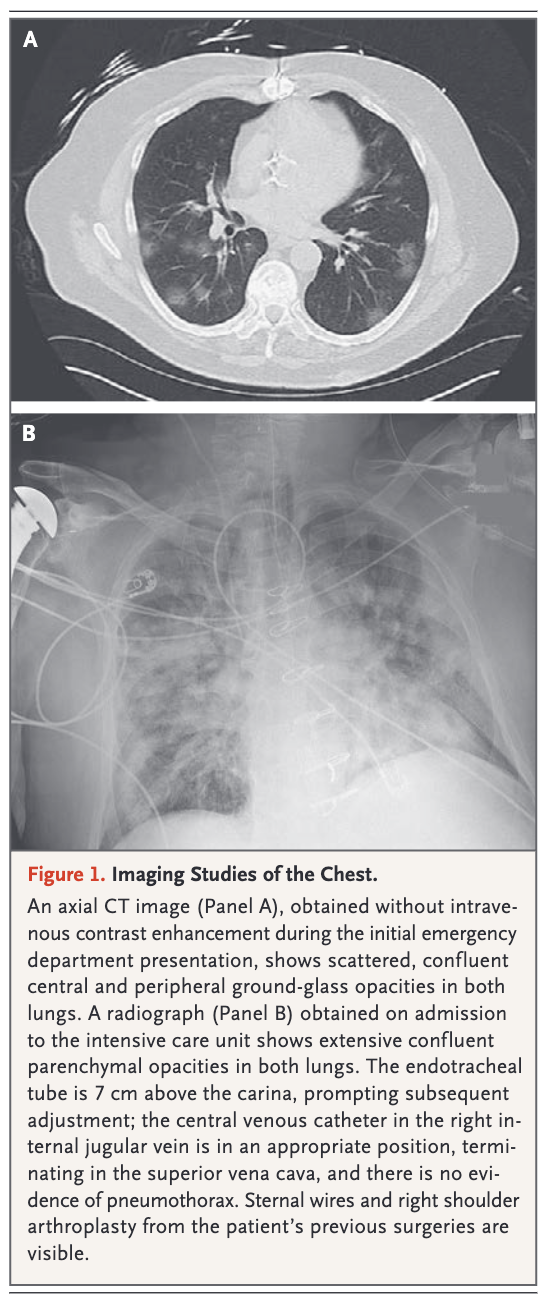 A
B
Figure 1. Imaging Studies of the Chest.
An axial CT image (Panel A), obtained without intrave-
nous contrast enhancement during the initial emergency
department presentation, shows scattered, confluent
central and peripheral ground-glass opacities in both
lungs. A radiograph (Panel B) obtained on admission
to the intensive care unit shows extensive confluent
parenchymal opacities in both lungs. The endotracheal
tube is 7 cm above the carina, prompting subsequent
adjustment; the central venous catheter in the right in-
ternal jugular vein is in an appropriate position, termi-
nating in the superior vena cava, and there is no evi-
dence of pneumothorax. Sternal wires and right shoulder
arthroplasty from the patient’s previous surgeries are
visible.